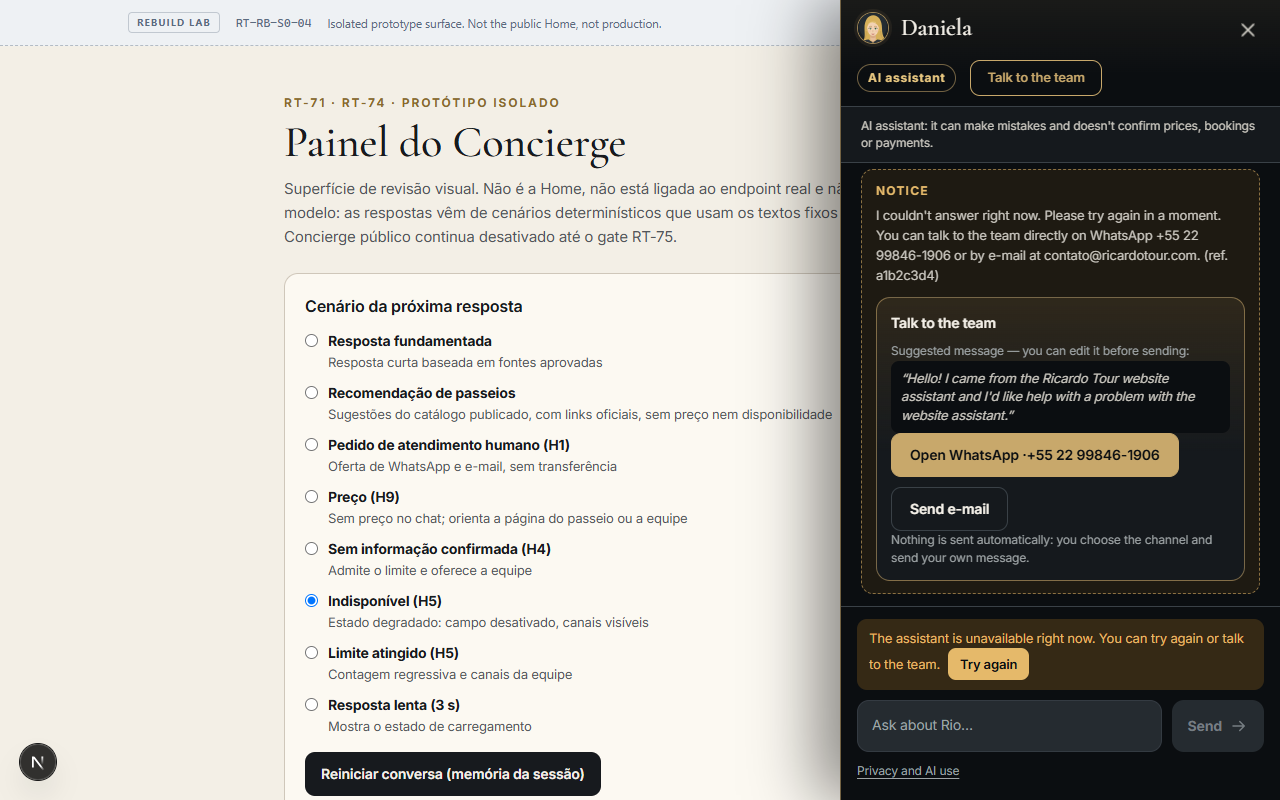 REBUILD LAB RT-RB-S0-04 Isolated prototype surface. Not the public Home, not production.
RT-71 · RT-74 · PROTÓTIPO ISOLADO
Painel do Concierge
Superfície de revisão visual. Não é a Home, não está ligada ao endpoint real e
modelo: as respostas vêm de cenários determinísticos que usam os textos fixos
Concierge público continua desativado até o gate RT-75.
Cenário da próxima resposta
Resposta fundamentada
Resposta curta baseada em fontes aprovadas
Recomendação de passeios
Sugestões do catálogo publicado, com links oficiais, sem preço nem disponibilidade
Pedido de atendimento humano (H1)
Oferta de WhatsApp e e-mail, sem transferência
Preço (H9)
Sem preço no chat; orienta a página do passeio ou a equipe
Sem informação confirmada (H4)
Admite o limite e oferece a equipe
Indisponível (H5)
Estado degradado: campo desativado, canais visíveis
Limite atingido (H5)
Contagem regressiva e canais da equipe
Resposta lenta (3 s)
Mostra o estado de carregamento
Reiniciar conversa (memória da sessão)
N
Daniela
AI assistant
Talk to the team
AI assistant: it can make mistakes and doesn't confirm prices, bookings
or payments.
NOTICE
I couldn't answer right now. Please try again in a moment.
You can talk to the team directly on WhatsApp +55 22
99846-1906 or by e-mail at contato@ricardotour.com. (ref.
a1b2c3d4)
Talk to the team
Suggested message — you can edit it before sending:
“Hello! I came from the Ricardo Tour website
assistant and I'd like help with a problem with the
website assistant.”
Open WhatsApp ·+55 22 99846-1906
Send e-mail
Nothing is sent automatically: you choose the channel and
send your own message.
The assistant is unavailable right now. You can try again or talk
to the team. Try again
Ask about Rio...
Send →
Privacy and AI use